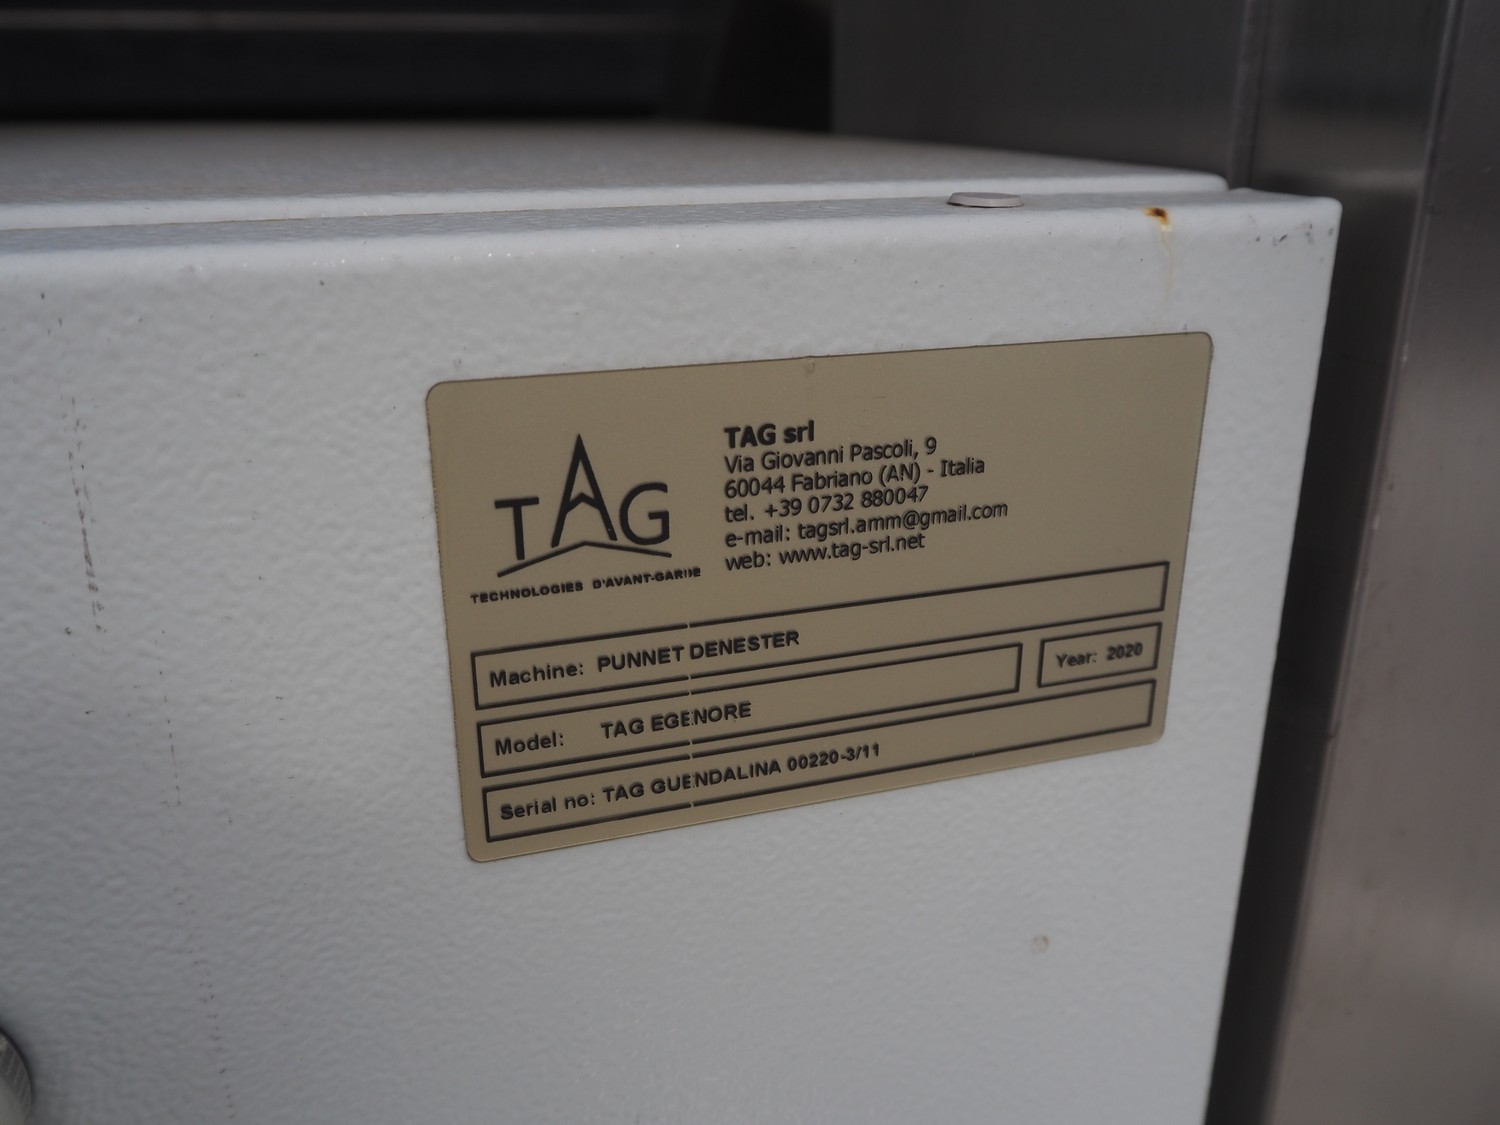 TAG
TECHNOLOGIES D'AVANT-GARDE
TAG srl
Via Giovanni Pascoli, 9
60044 Fabriano (AN) - Italia
tel. +39 0732 880047
e-mail: tagsrl.amm@gmail.com
web: www.tag-srl.net
Machine: PUNNET DENESTER
Model: TAG EGENORE
Year: 2020
Serial no: TAG GUENDALINA 00220-3/11